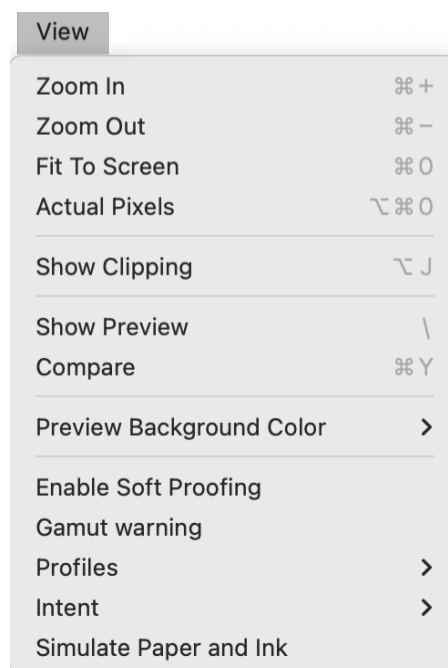 View
Zoom In ⌘+
Zoom Out ⌘−
Fit To Screen ⌘0
Actual Pixels ⌥⌘0
Show Clipping ⌥J
Show Preview \
Compare ⌘Y
Preview Background Color >
Enable Soft Proofing
Gamut warning
Profiles >
Intent >
Simulate Paper and Ink